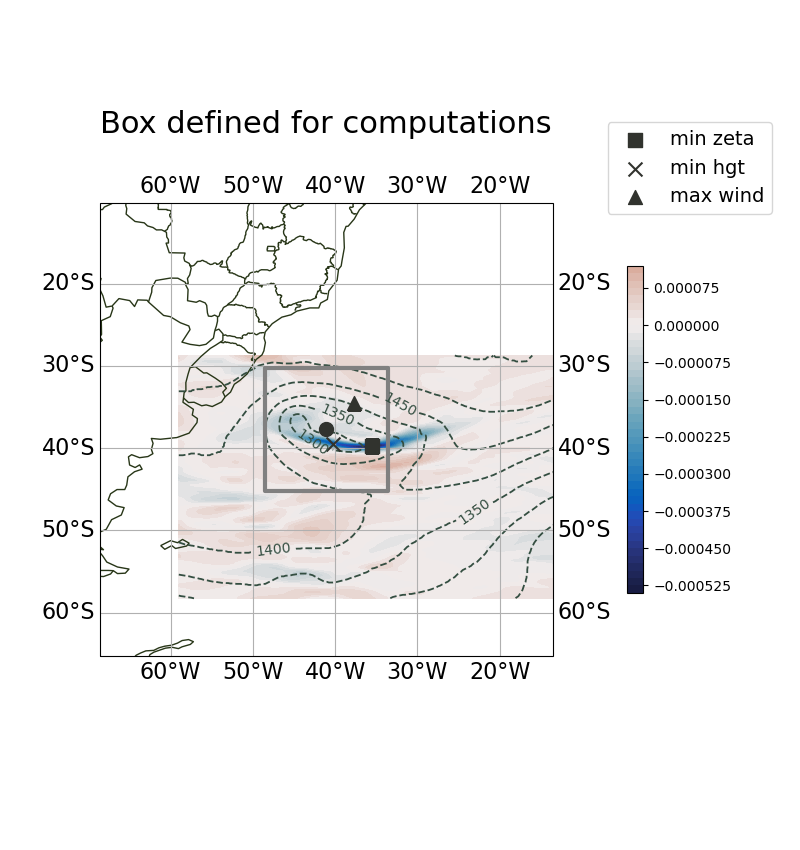 Box defined for computations
min zeta
min hgt
max wind
60°W 50°W 40°W 30°W 20°W
20°S 20°S
30°S 30°S
40°S 40°S
50°S 50°S
60°S 60°S
1450
1350
1300
1350
1400
60°W 50°W 40°W 30°W 20°W
0.000075
0.000000
−0.000075
−0.000150
−0.000225
−0.000300
−0.000375
−0.000450
−0.000525